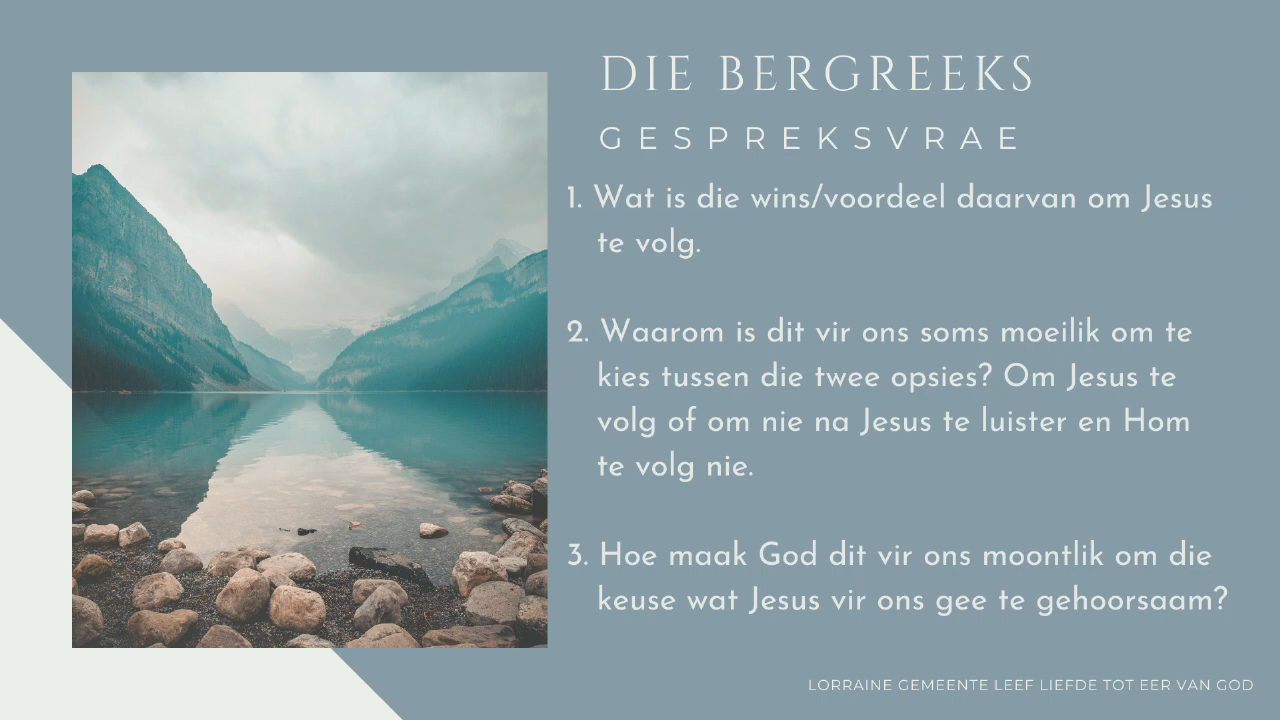 DIE BERGREEKS
GESPREKSVRAE
1. Wat is die wins/voordeel daarvan om Jesus
te volg.
2. Waarom is dit vir ons soms moeilik om te
kies tussen die twee opsies? Om Jesus te
volg of om nie na Jesus te luister en Hom
te volg nie.
3. Hoe maak God dit vir ons moontlik om die
keuse wat Jesus vir ons gee te gehoorsaam?
LORRAINE GEMEENTE LEEF LIEFDE TOT EER VAN GOD